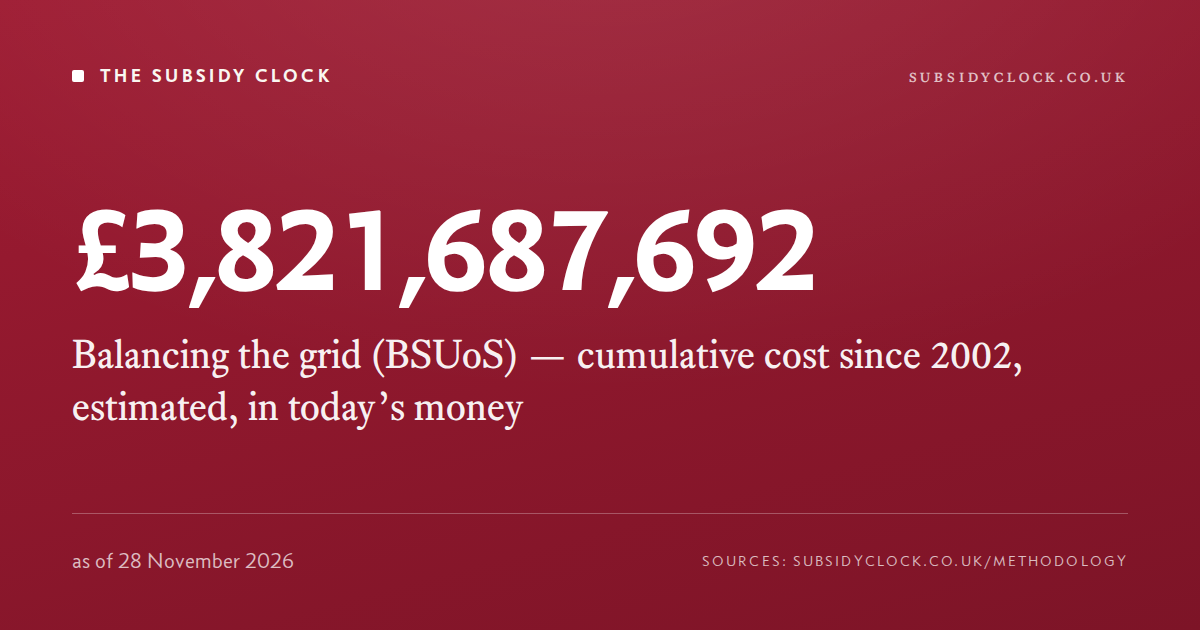 THE SUBSIDY CLOCK
SUBSIDYCLOCK.CO.UK
£3,821,687,692
Balancing the grid (BSUoS) — cumulative cost since 2002,
estimated, in today’s money
as of 28 November 2026
SOURCES: SUBSIDYCLOCK.CO.UK/METHODOLOGY